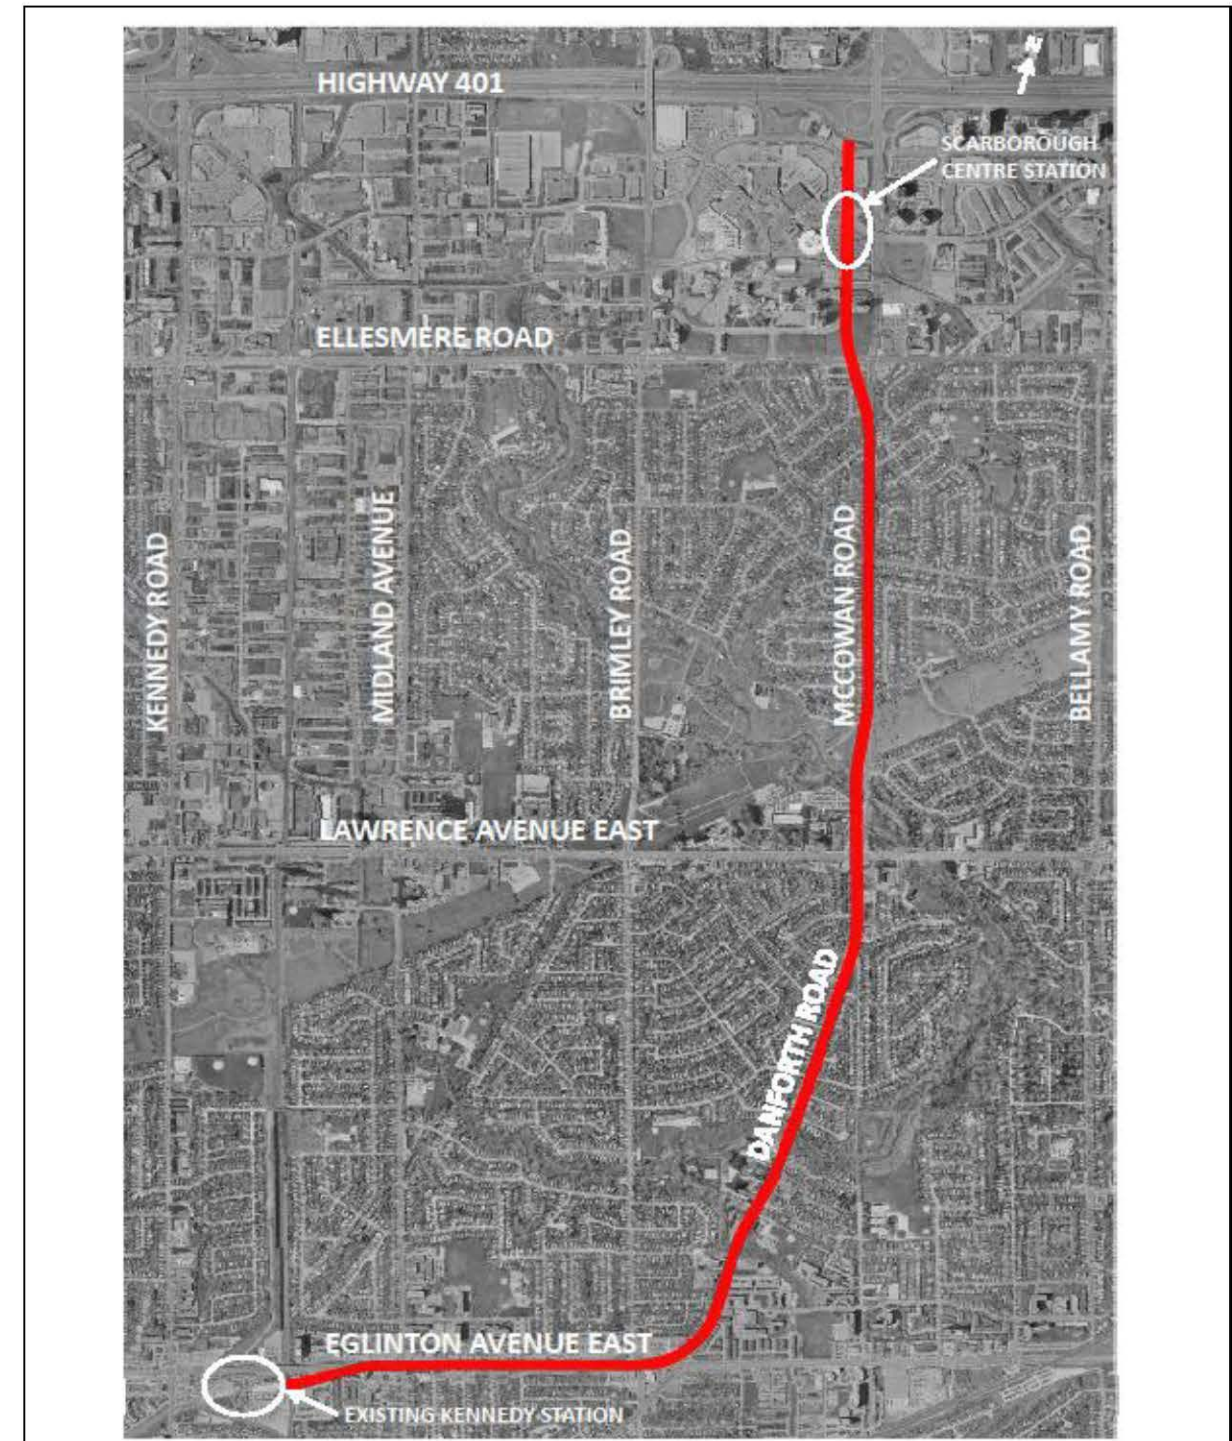 N
HIGHWAY 401
SCARBOROUGH
CENTRE STATION
ELLESMERE ROAD
KENNEDY ROAD
MIDLAND AVENUE
BRIMLEY ROAD
MCCOWAN ROAD
BELLAMY ROAD
LAWRENCE AVENUE EAST
DANFORTH ROAD
EGLINTON AVENUE EAST
EXISTING KENNEDY STATION